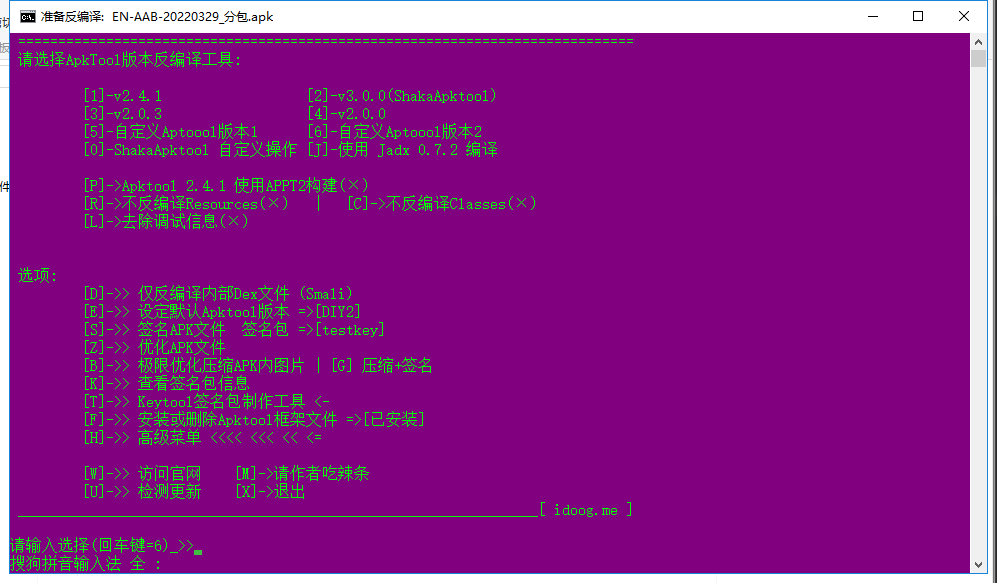 准备反编译: EN-AAB-20220329_分包.apk
================================================================================
请选择ApkTool版本反编译工具:
[1]-v2.4.1 [2]-v3.0.0(ShakaApktool)
[3]-v2.0.3 [4]-v2.0.0
[5]-自定义Aptoool版本1 [6]-自定义Aptoool版本2
[0]-ShakaApktool 自定义操作 [J]-使用 Jadx 0.7.2 编译
[P]->Apktool 2.4.1 使用APPT2构建(×)
[R]->不反编译Resources(×) | [C]->不反编译Classes(×)
[L]->去除调试信息(×)
选项:
[D]->> 仅反编译内部Dex文件 (Smali)
[E]->> 设定默认Apktool版本 =>[DIY2]
[S]->> 签名APK文件 签名包 =>[testkey]
[Z]->> 优化APK文件
[B]->> 极限优化压缩APK内图片 | [G] 压缩+签名
[K]->> 查看签名包信息
[T]->> Keytool签名包制作工具 <-
[F]->> 安装或删除Apktool框架文件 =>[已安装]
[H]->> 高级菜单 <<<< <<< << <=
[W]->> 访问官网 [M]->请作者吃辣条
[U]->> 检测更新 [X]->退出
[ idoog.me ]
请输入选择(回车键=6)_>>
搜狗拼音输入法 全 :